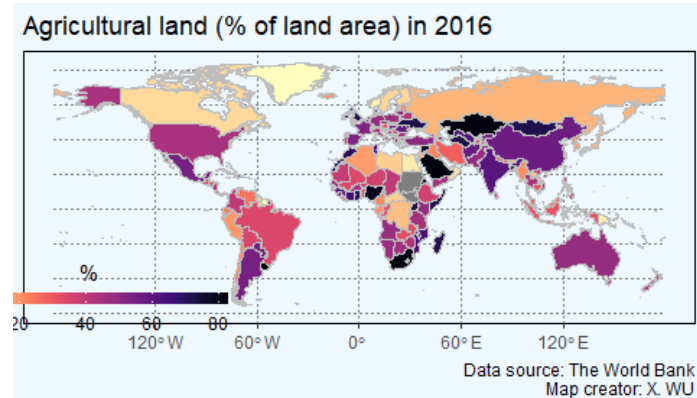 Agricultural land (% of land area) in 2016
%
20 40 60 80
120°W 60°W 0° 60°E 120°E
Data source: The World Bank
Map creator: X. WU